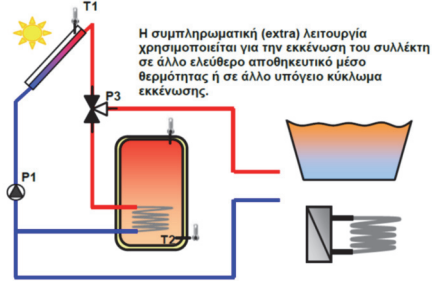 T1
Η συμπληρωματική (extra) λειτουργία
χρησιμοποιείται για την εκκένωση του συλλέκτη
σε άλλο ελεύθερο αποθηκευτικό μέσο
θερμότητας ή σε άλλο υπόγειο κύκλωμα
εκκένωσης.
P3
P1
T2